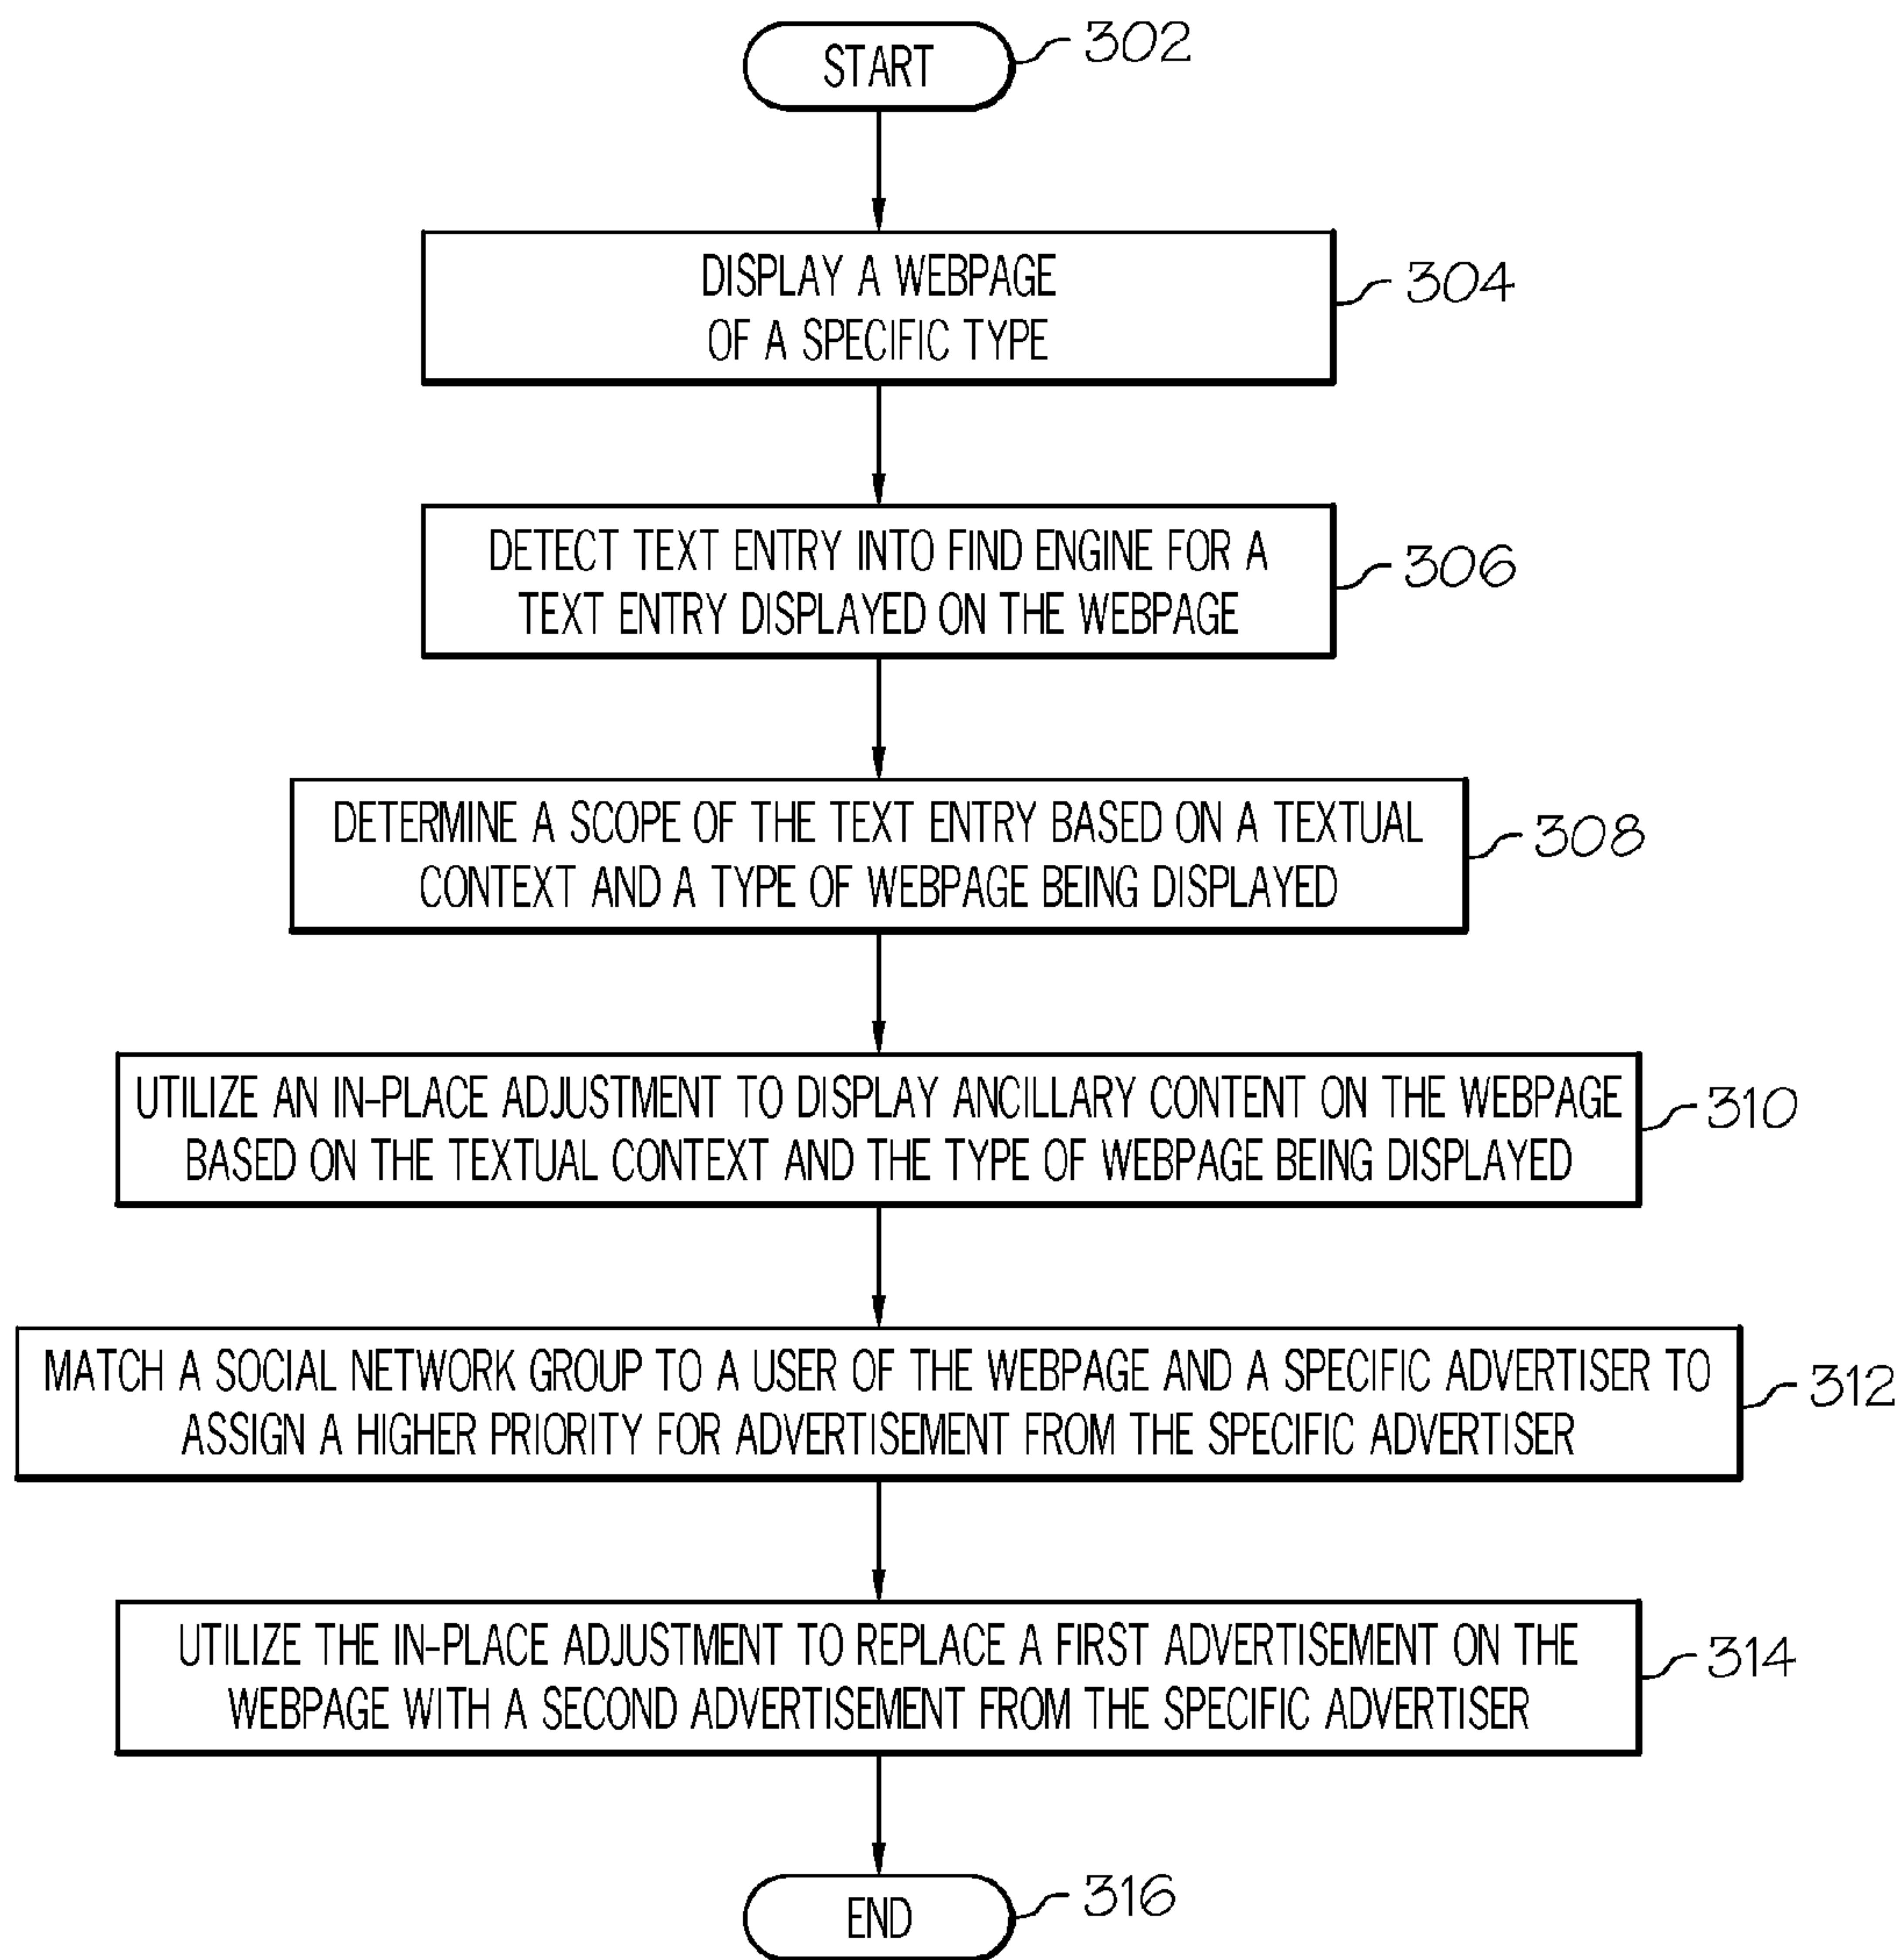 START
302
DISPLAY A WEBPAGE
OF A SPECIFIC TYPE
304
DETECT TEXT ENTRY INTO FIND ENGINE FOR A
TEXT ENTRY DISPLAYED ON THE WEBPAGE
306
DETERMINE A SCOPE OF THE TEXT ENTRY BASED ON A TEXTUAL
CONTEXT AND A TYPE OF WEBPAGE BEING DISPLAYED
308
UTILIZE AN IN-PLACE ADJUSTMENT TO DISPLAY ANCILLARY CONTENT ON THE WEBPAGE
BASED ON THE TEXTUAL CONTEXT AND THE TYPE OF WEBPAGE BEING DISPLAYED
310
MATCH A SOCIAL NETWORK GROUP TO A USER OF THE WEBPAGE AND A SPECIFIC ADVERTISER TO
ASSIGN A HIGHER PRIORITY FOR ADVERTISEMENT FROM THE SPECIFIC ADVERTISER
312
UTILIZE THE IN-PLACE ADJUSTMENT TO REPLACE A FIRST ADVERTISEMENT ON THE
WEBPAGE WITH A SECOND ADVERTISEMENT FROM THE SPECIFIC ADVERTISER
314
END
316